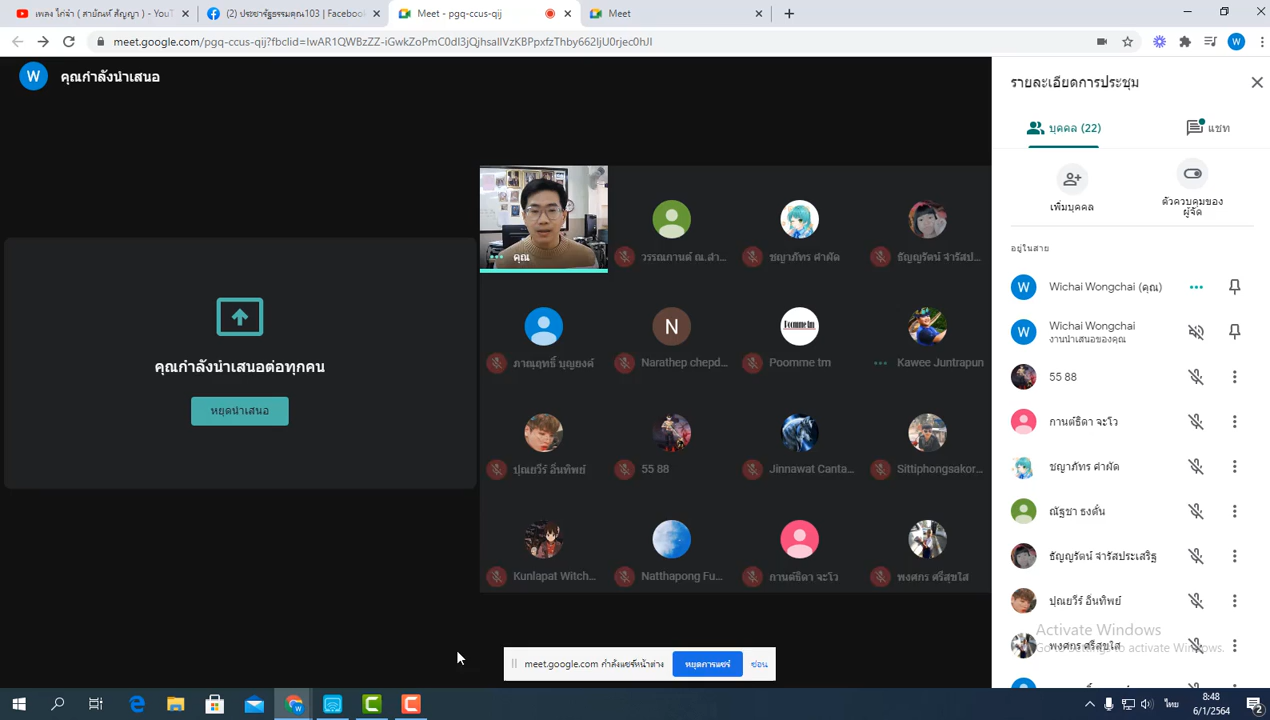 เพลง ไกจ๋า ( สายัณห์ สัญญา ) - YouT
(2) ประชารัฐธรรมคุณ103 | Facebook
Meet - pgq-ccus-qij
Meet
meet.google.com/pgq-ccus-qij?fbclid=
W
W
คุณกำลังนำเสนอ
คุณกำลังนำเสนอต่อทุกคน
หยุดนำเสนอ
คุณ
วรรณกานต์ ณ.สำ...
ชญาภัทร คำผัด
ธัญญรัตน์ จำรัสป...
ภาณุฤทธิ์ บุญยงค์
N
Narathep chepd...
Poomme tm
Poomme tm
Kawee Juntrapun
ปุณยวีร์ อิ่นทิพย์
55 88
Jinnawat Canta...
Sittiphongsakor...
Kunlapat Witch...
Natthapong Fu...
กานต์ธิดา จะโว
พงศกร ศรีสุขใส
meet.google.com กำลังแชร์หน้าต่าง
หยุดการแชร์
ซ่อน
รายละเอียดการประชุม
บุคคล (22)
แชท
เพิ่มบุคคล
ตัวควบคุมของ
ผู้จัด
อยู่ในสาย
W
Wichai Wongchai (คุณ)
W
Wichai Wongchai
งานนำเสนอของคุณ
55 88
กานต์ธิดา จะโว
ชญาภัทร คำผัด
ณัฐชา ธงตั้น
ธัญญรัตน์ จำรัสประเสริฐ
ปุณยวีร์ อิ่นทิพย์
พงศกร ศรีสุขใส
Activate Windows
Go to Settings to activate Windows.
ไทย
8:48
6/1/2564
2